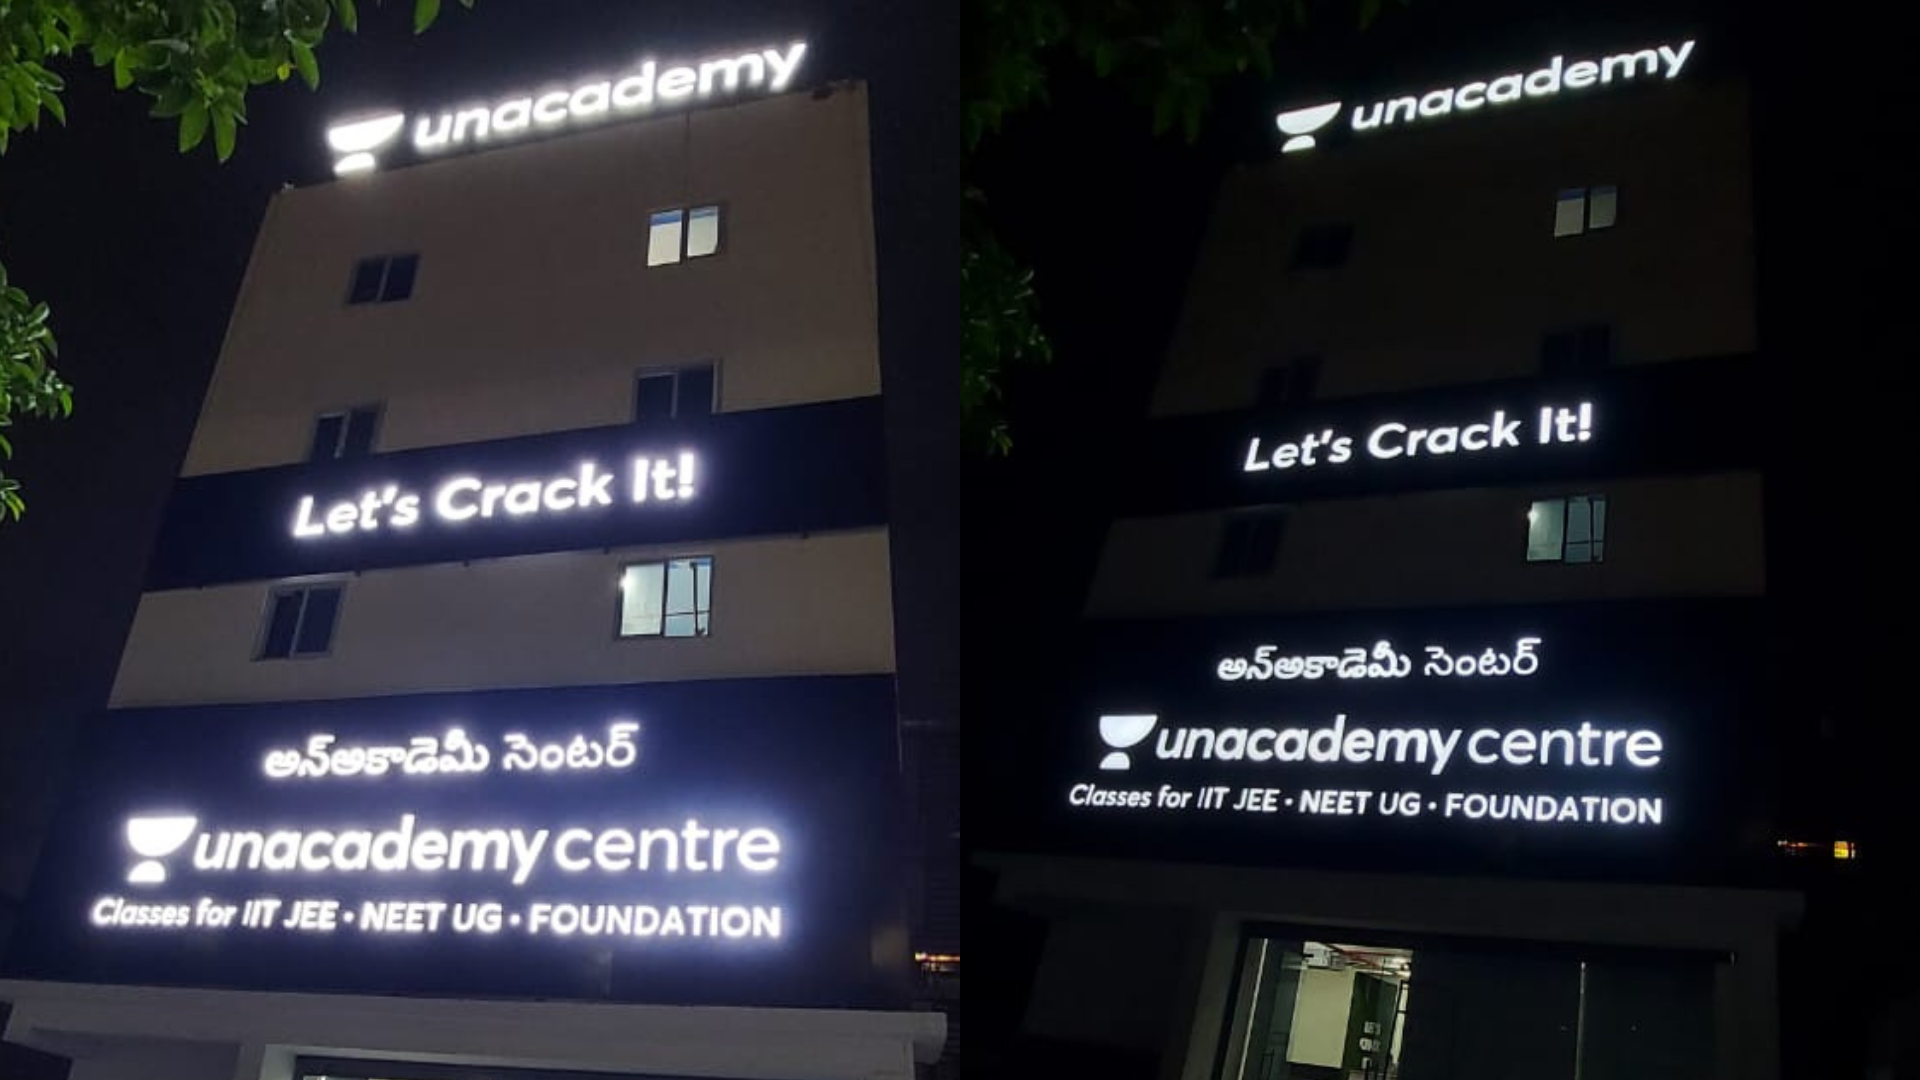 unacademy
Let's Crack It!
అన్అకాడెమీ సెంటర్
unacademy centre
Classes for IIT JEE • NEET UG • FOUNDATION
unacademy
Let's Crack It!
అన్అకాడెమీ సెంటర్
unacademy centre
Classes for IIT JEE • NEET UG • FOUNDATION